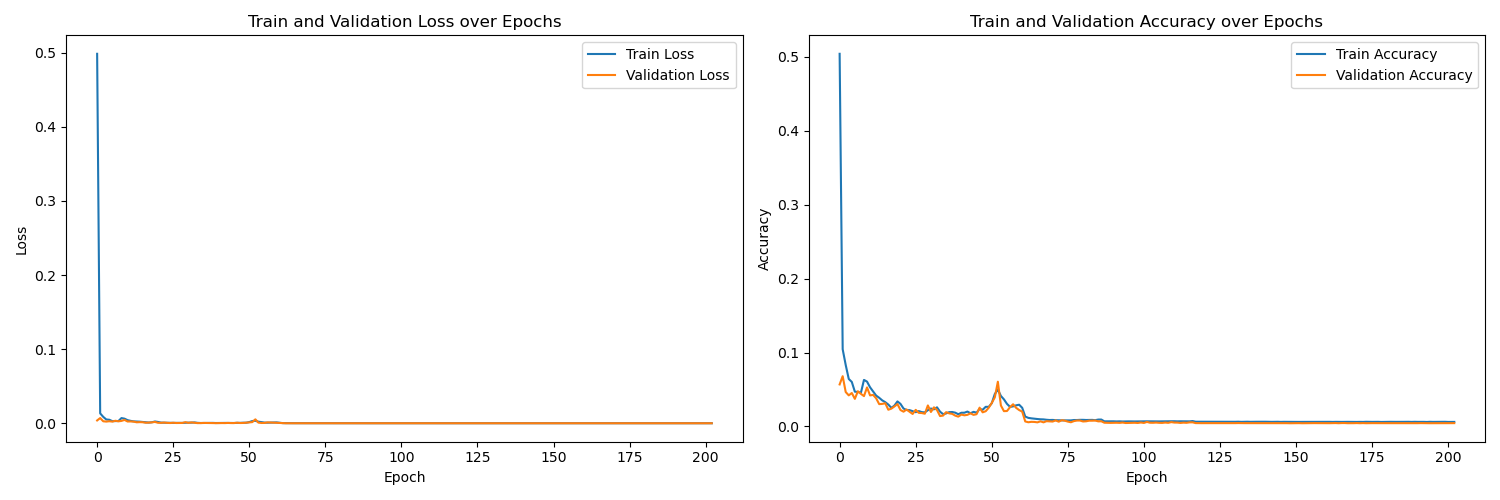 Train and Validation Loss over Epochs
Train Loss
Validation Loss
0.5
0.4
0.3
0.2
0.1
0.0
Loss
0 25 50 75 100 125 150 175 200
Epoch
Train and Validation Accuracy over Epochs
Train Accuracy
Validation Accuracy
0.5
0.4
0.3
0.2
0.1
0.0
Accuracy
0 25 50 75 100 125 150 175 200
Epoch